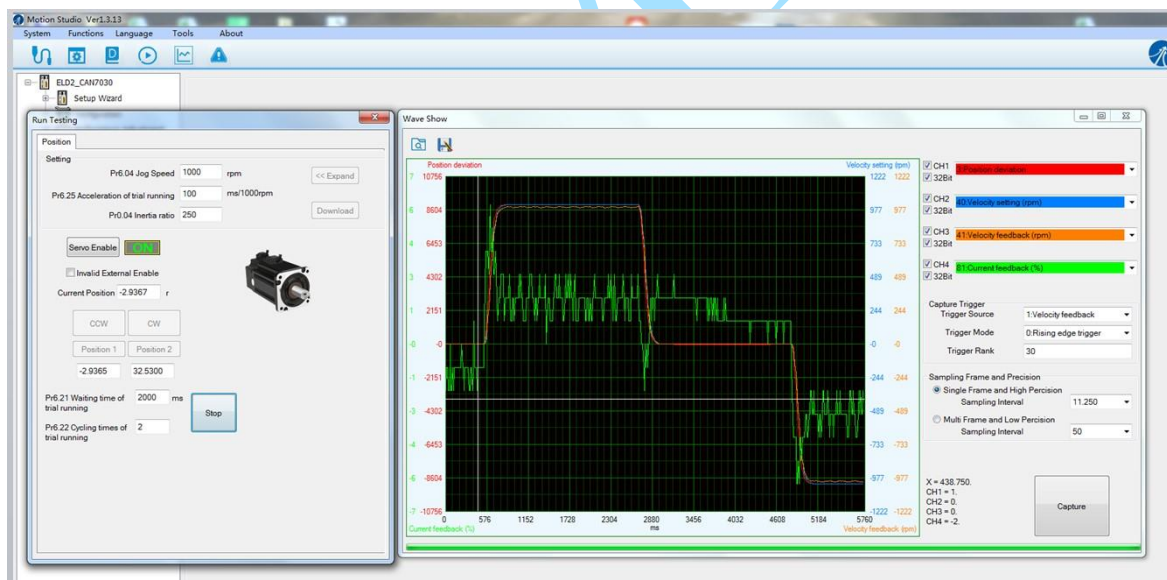 Motion Studio Ver1.3.13
System Functions Language Tools About
ELD2_CAN7030
Setup Wizard
Run Testing
Position
Setting
Pr6.04 Jog Speed 1000 rpm
<< Expand
Pr6.25 Acceleration of trial running 100 ms/1000rpm
Pr0.04 Inertia ratio 250
Download
Servo Enable ON
Invalid External Enable
Current Position -2.9367 r
CCW CW
Position 1 Position 2
-2.9365 32.5300
Pr6.21 Waiting time of trial running 2000 ms
Stop
Pr6.22 Cycling times of trial running 2
Wave Show
Position deviation Velocity setting (rpm)
7 10756 1222 1222
6 8604 977 977
4 6453 733 733
3 4302 489 489
1 2151 244 244
-0 -0 -0 -0
-1 -2151 -244 -244
-3 -4302 -489 -489
-4 -6453 -733 -733
-6 -8604 -977 -977
-7 -10756 -1222 -1222
0 576 1152 1728 2304 2880 3456 4032 4608 5184 5760
ms
Current feedback (%) Velocity feedback (rpm)
CH1
32Bit
Position deviation
CH2
32Bit
40:Velocity setting (rpm)
CH3
32Bit
41:Velocity feedback (rpm)
CH4
32Bit
81:Current feedback (%)
Capture Trigger
Trigger Source 1:Velocity feedback
Trigger Mode 0:Rising edge trigger
Trigger Rank 30
Sampling Frame and Precision
Single Frame and High Percision
Sampling Interval 11.250
Multi Frame and Low Percision
Sampling Interval 50
X = 438.750.
CH1 = 1.
CH2 = 0.
CH3 = 0.
CH4 = -2.
Capture